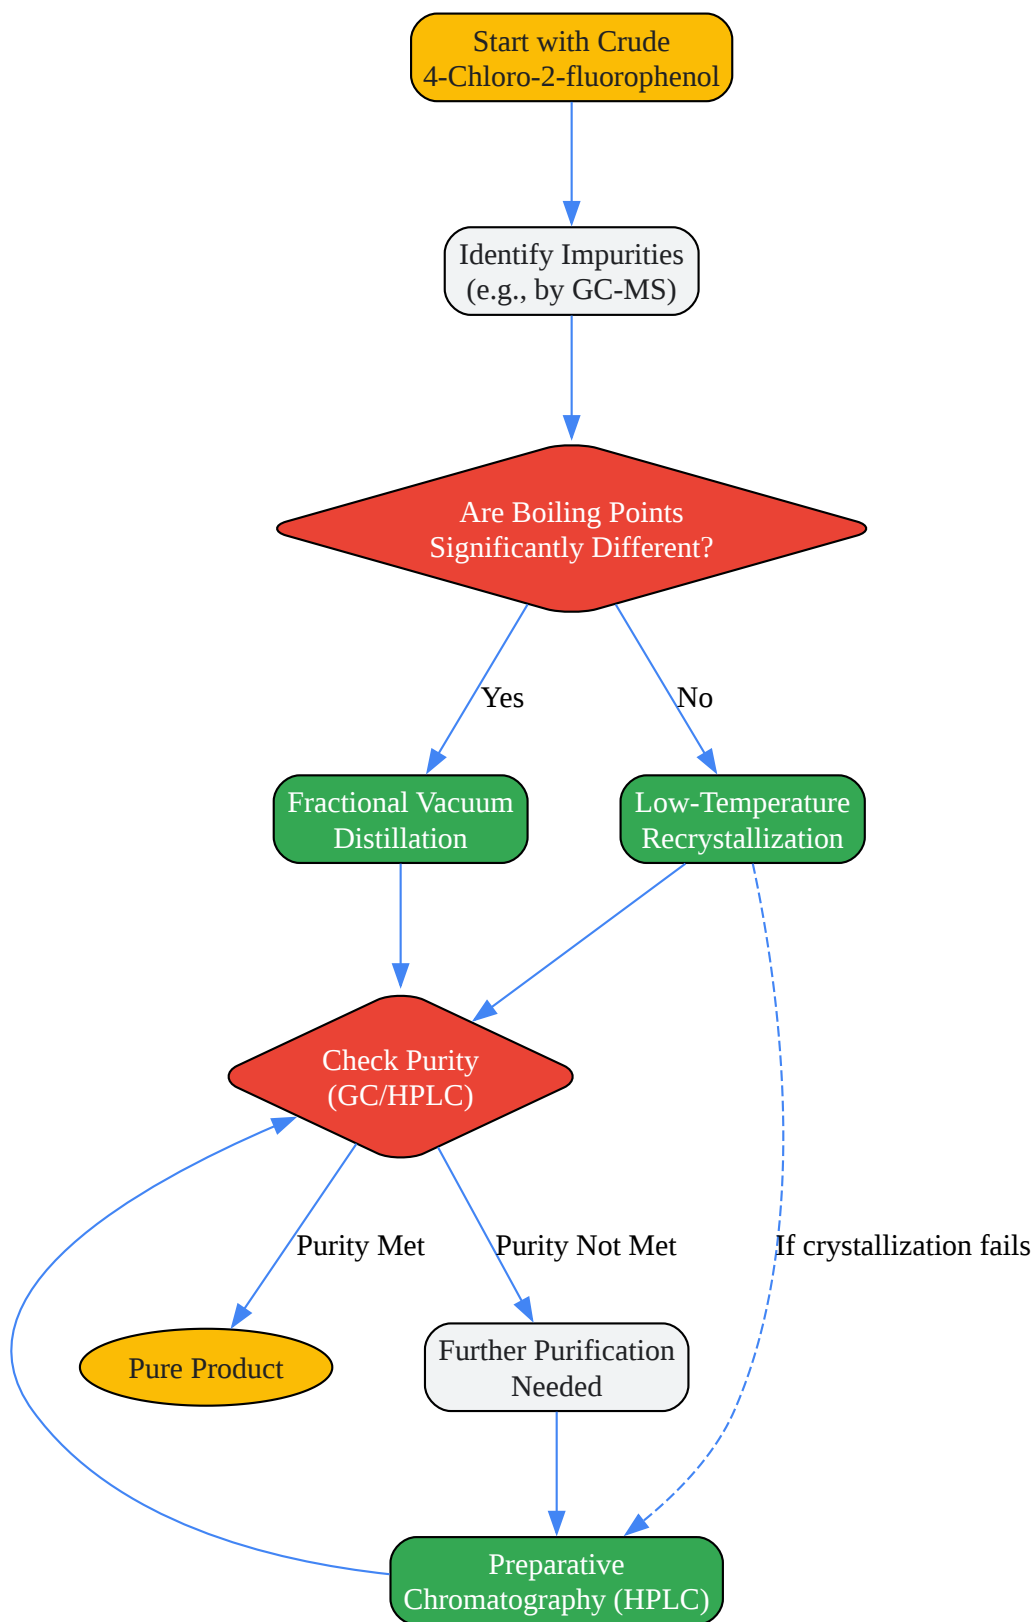 Start with Crude
4-Chloro-2-fluorophenol
Identify Impurities
(e.g., by GC-MS)
Are Boiling Points
Significantly Different?
Yes
No
Fractional Vacuum
Distillation
Low-Temperature
Recrystallization
Check Purity
(GC/HPLC)
Purity Met
Purity Not Met
If crystallization fails
Pure Product
Further Purification
Needed
Preparative
Chromatography (HPLC)